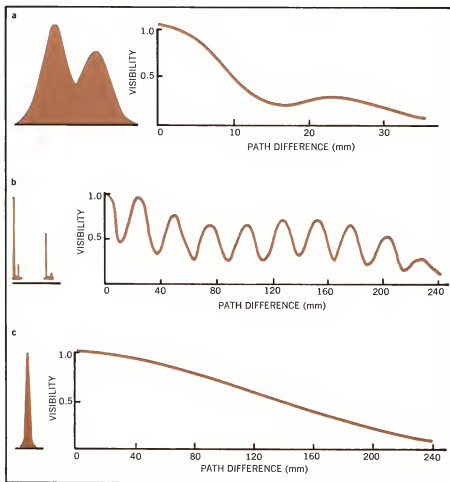 a
1.0
0.5
VISIBILITY
0 10 20 30
PATH DIFFERENCE (mm)
b
1.0
0.5
VISIBILITY
0 40 80 120 160 200 240
PATH DIFFERENCE (mm)
c
1.0
0.5
VISIBILITY
0 40 80 120 160 200 240
PATH DIFFERENCE (mm)